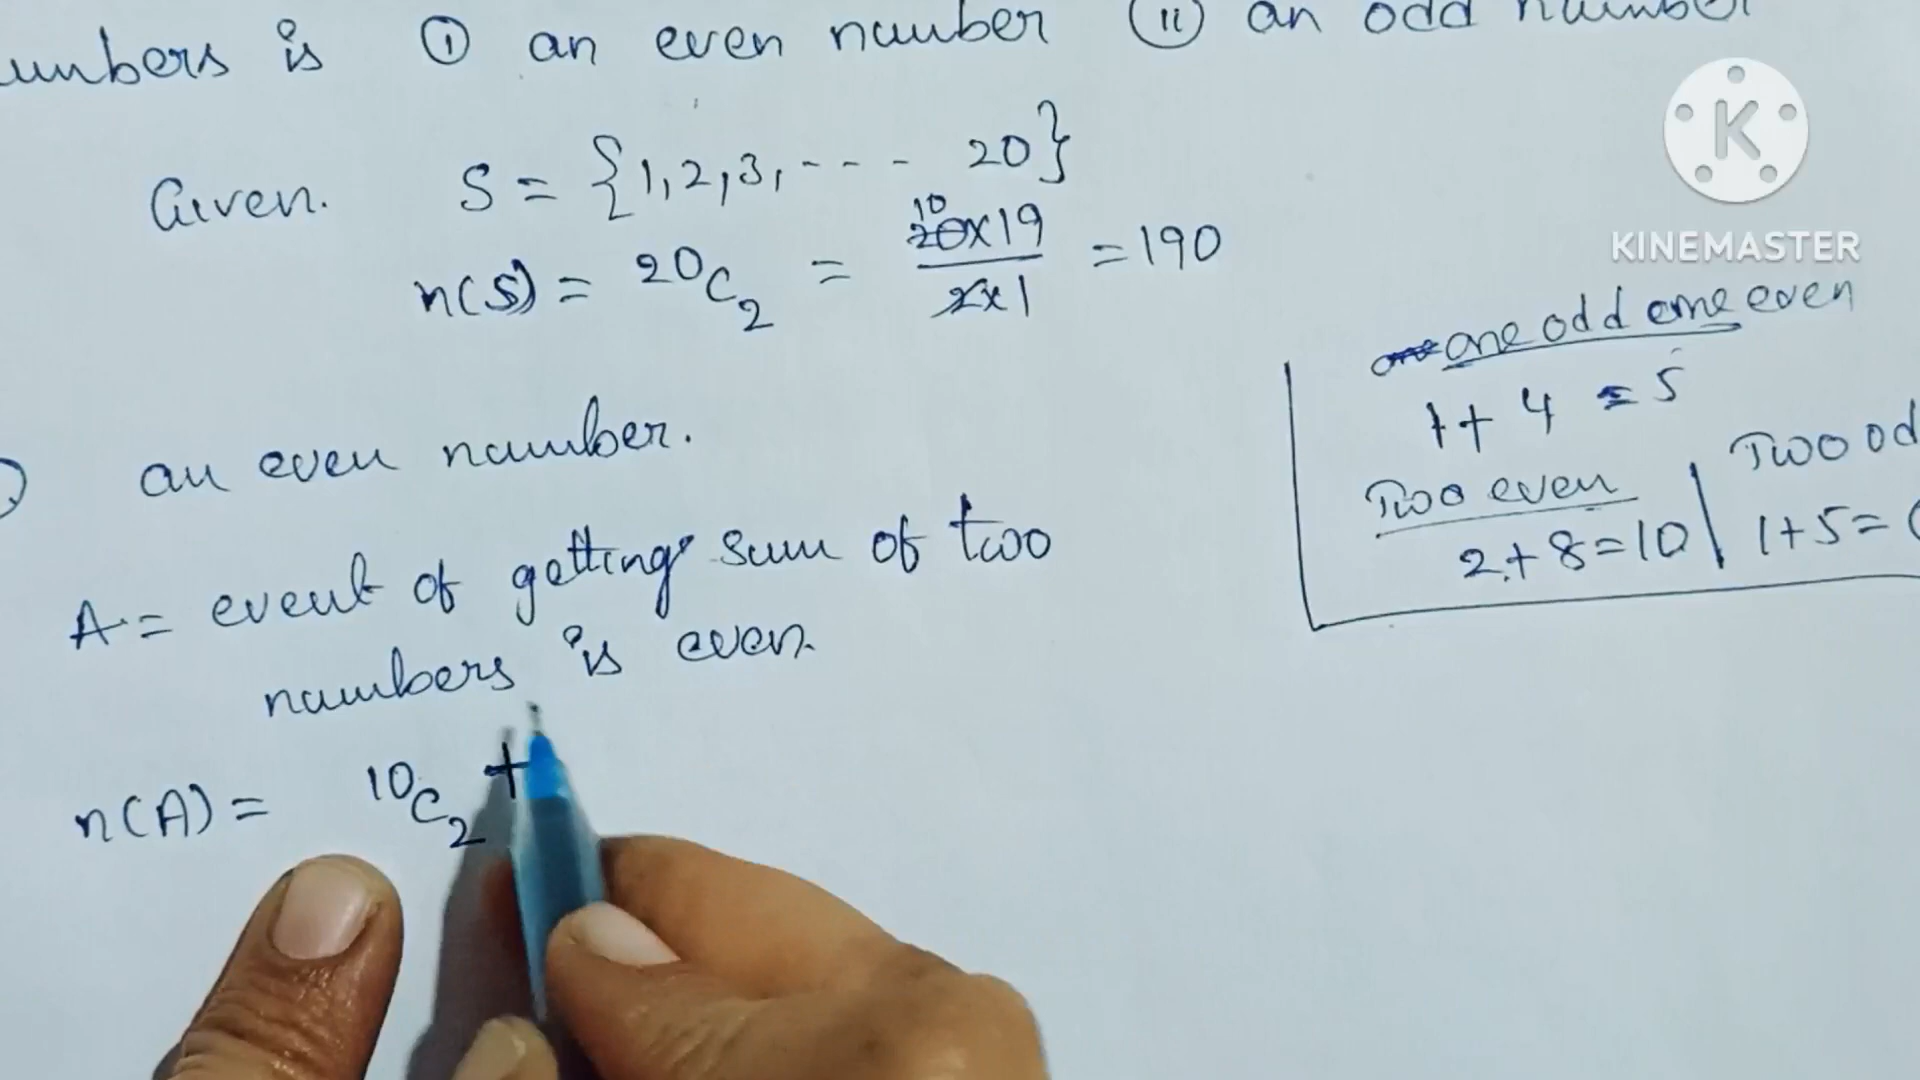 numbers is ① an even number ⑪ an odd number
Given. S = {1,2,3,--- 20}
n(S) = 20C2 = 20x19 / 2x1 = 190
10
KINEMASTER
one odd one even
1+4 = 5
Two even
2+8=10 | 1+5=
Two od
an even number.
A = event of getting sum of two
numbers is even.
n(A) = 10C2 +